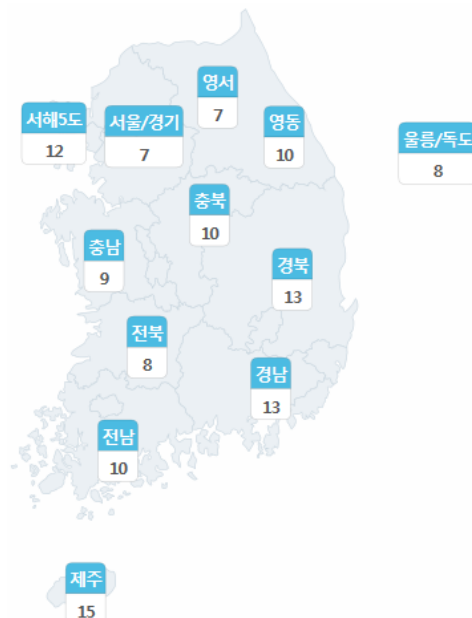 영서
7
서해5도
12
서울/경기
7
영동
10
울릉/독도
8
충북
10
충남
9
경북
13
전북
8
경남
13
전남
10
제주
15